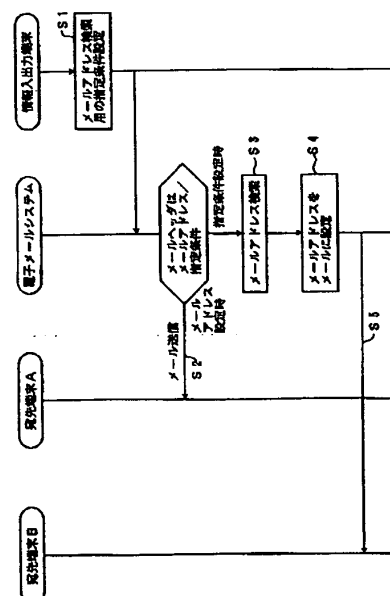 情報入出力端末
メールアドレス検索
用の指定条件設定
S1
電子メールシステム
メールヘッダは
メールアドレス/
指定条件
指定条件設定時
メール送信
S2
メール
アドレス
設定時
メールアドレス検索
S3
メールアドレスを
メールに設定
S4
S5
宛先端末A
宛先端末B